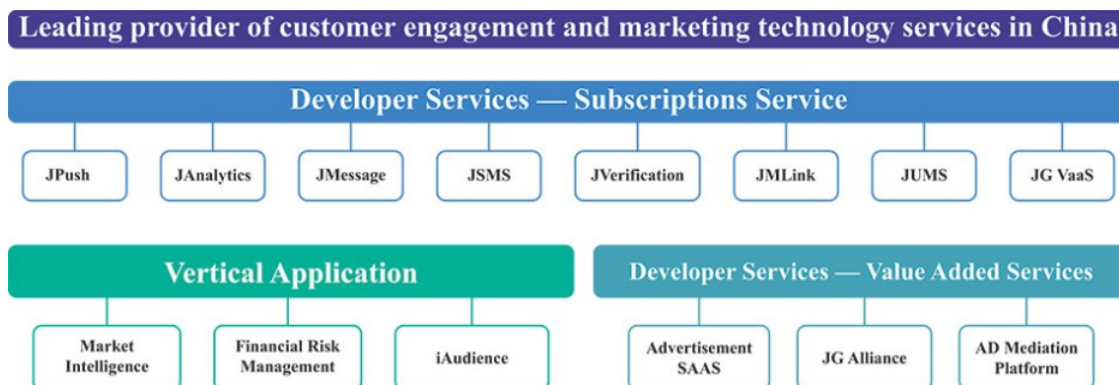 Leading provider of customer engagement and marketing technology services in China
Developer Services — Subscriptions Service
JPush
JAnalytics
JMessage
JSMS
JVerification
JMLink
JUMS
JG VaaS
Vertical Application
Developer Services — Value Added Services
Market
Intelligence
Financial Risk
Management
iAudience
Advertisement
SAAS
JG Alliance
AD Mediation
Platform